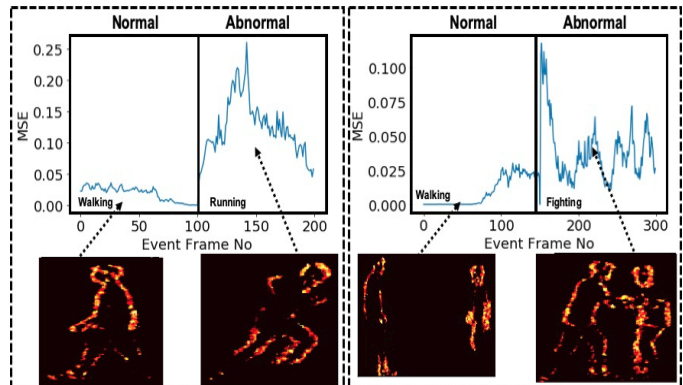 Normal Abnormal
0.25
0.20
0.15
0.10
0.05
0.00
MSE
Walking
Running
0 50 100 150 200
Event Frame No
Normal Abnormal
0.100
0.075
0.050
0.025
0.000
MSE
Walking
Fighting
0 100 200 300
Event Frame No